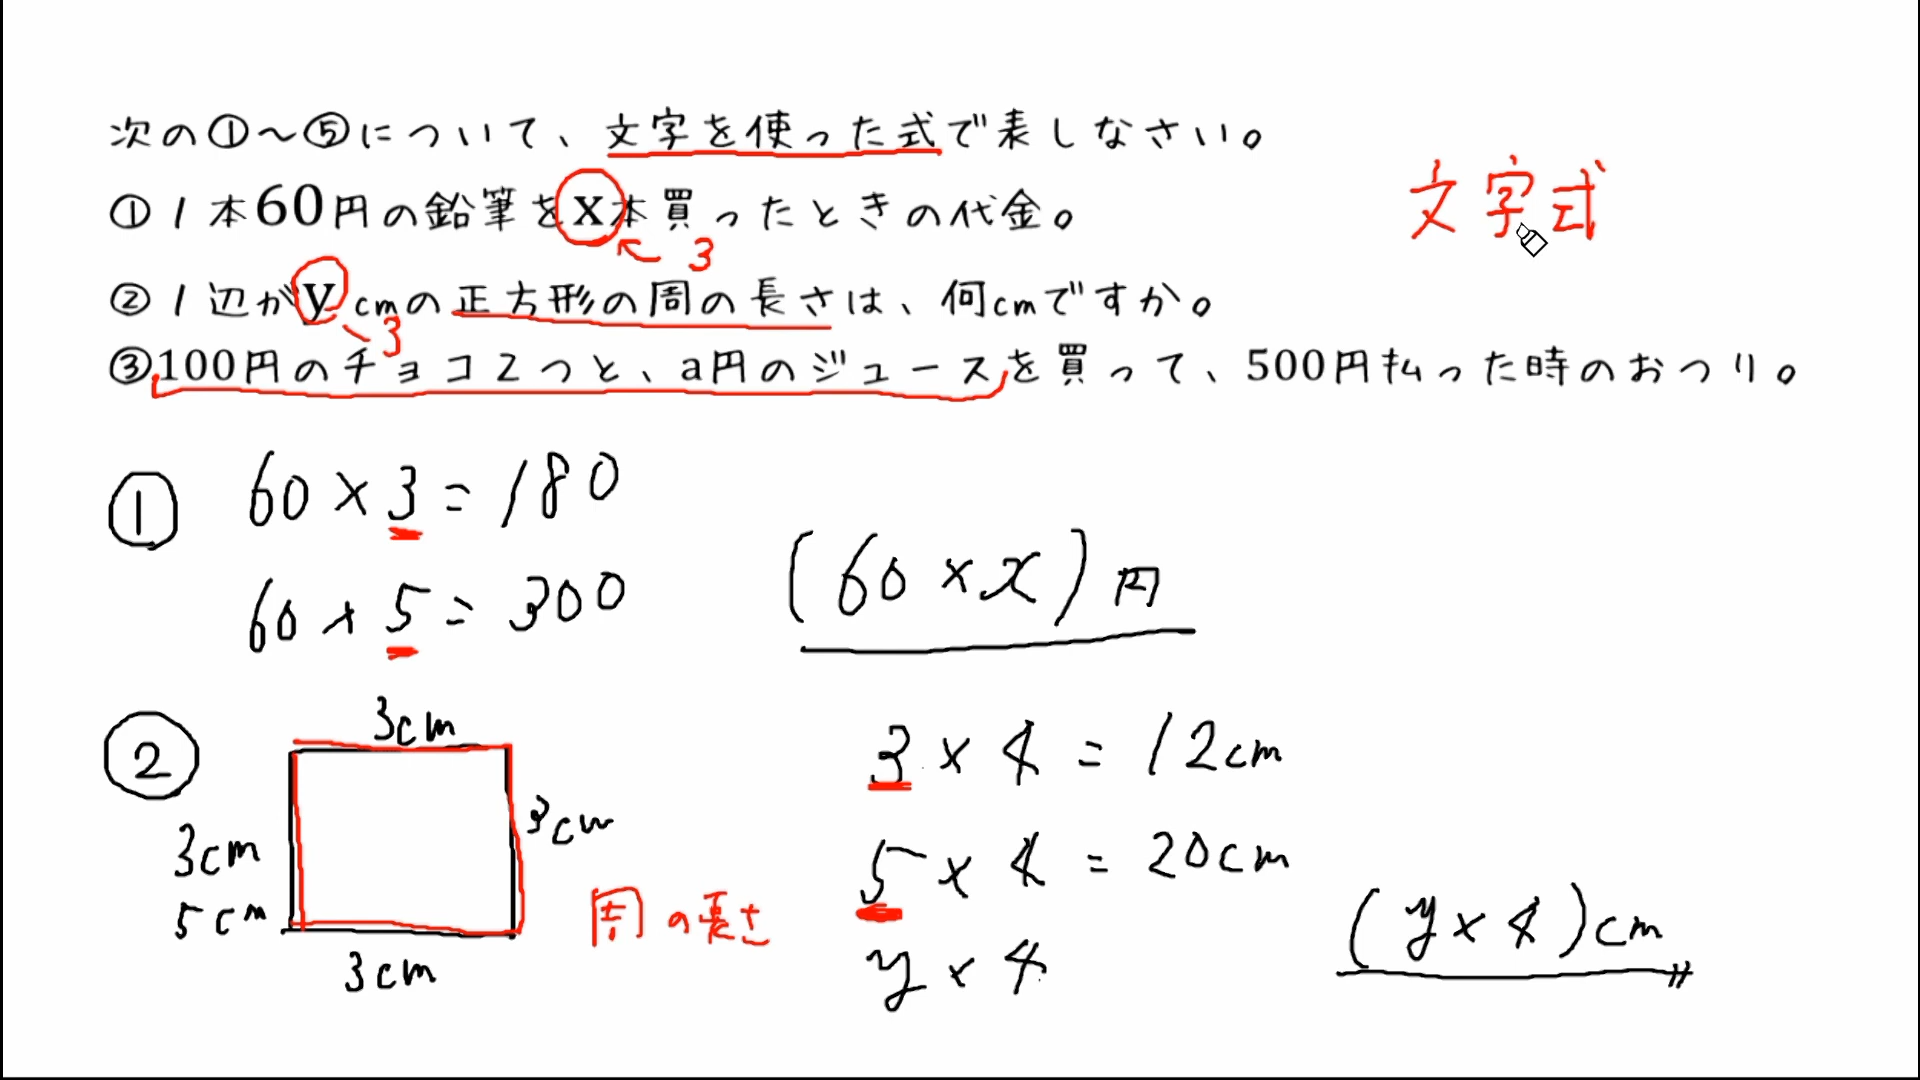 次の①〜⑤について、文字を使った式で表しなさい。
①1本60円の鉛筆をx本買ったときの代金。
文字式
3
②1辺がy cmの正方形の周の長さは、何cmですか。
3
③100円のチョコ2つと、a円のジュースを買って、500円払った時のおつり。
① 60×3=180
60×5=300
(60×x)円
②
3cm
3cm
3cm
5cm
3cm
周の長さ
3×4=12cm
5×4=20cm
y×4
(y×4)cm